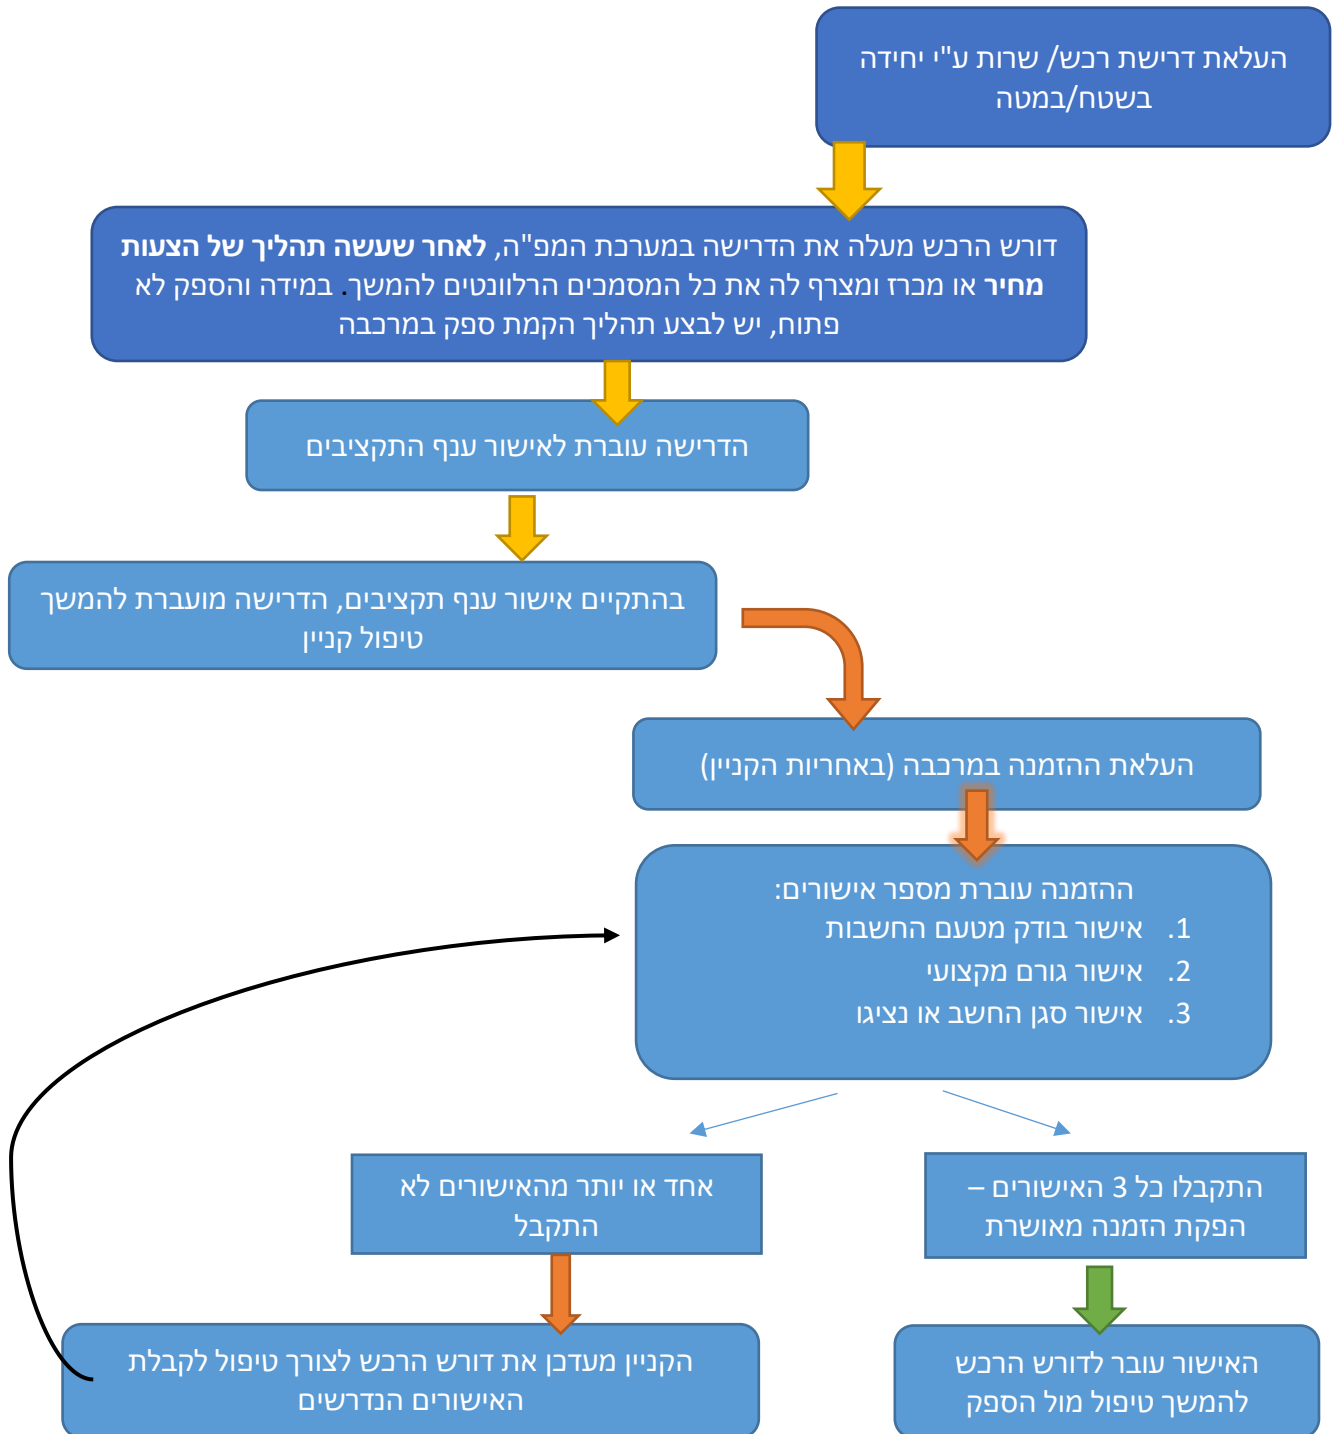 העלאת דרישת רכש/ שרות ע"י יחידה
בשטח/במטה
דורש הרכש מעלה את הדרישה במערכת המפ"ה, לאחר שעשה תהליך של הצעות
מחיר או מכרז ומצרף לה את כל המסמכים הרלוונטים להמשך. במידה והספק לא
פתוח, יש לבצע תהליך הקמת ספק במרכבה
הדרישה עוברת לאישור ענף התקציבים
בהתקיים אישור ענף תקציבים, הדרישה מועברת להמשך
טיפול קניין
העלאת ההזמנה במרכבה (באחריות הקניין)
ההזמנה עוברת מספר אישורים:
1. אישור בודק מטעם החשבות
2. אישור גורם מקצועי
3. אישור סגן החשב או נציגו
התקבלו כל 3 האישורים –
הפקת הזמנה מאושרת
אחד או יותר מהאישורים לא
התקבל
האישור עובר לדורש הרכש
להמשך טיפול מול הספק
הקניין מעדכן את דורש הרכש לצורך טיפול לקבלת
האישורים הנדרשים